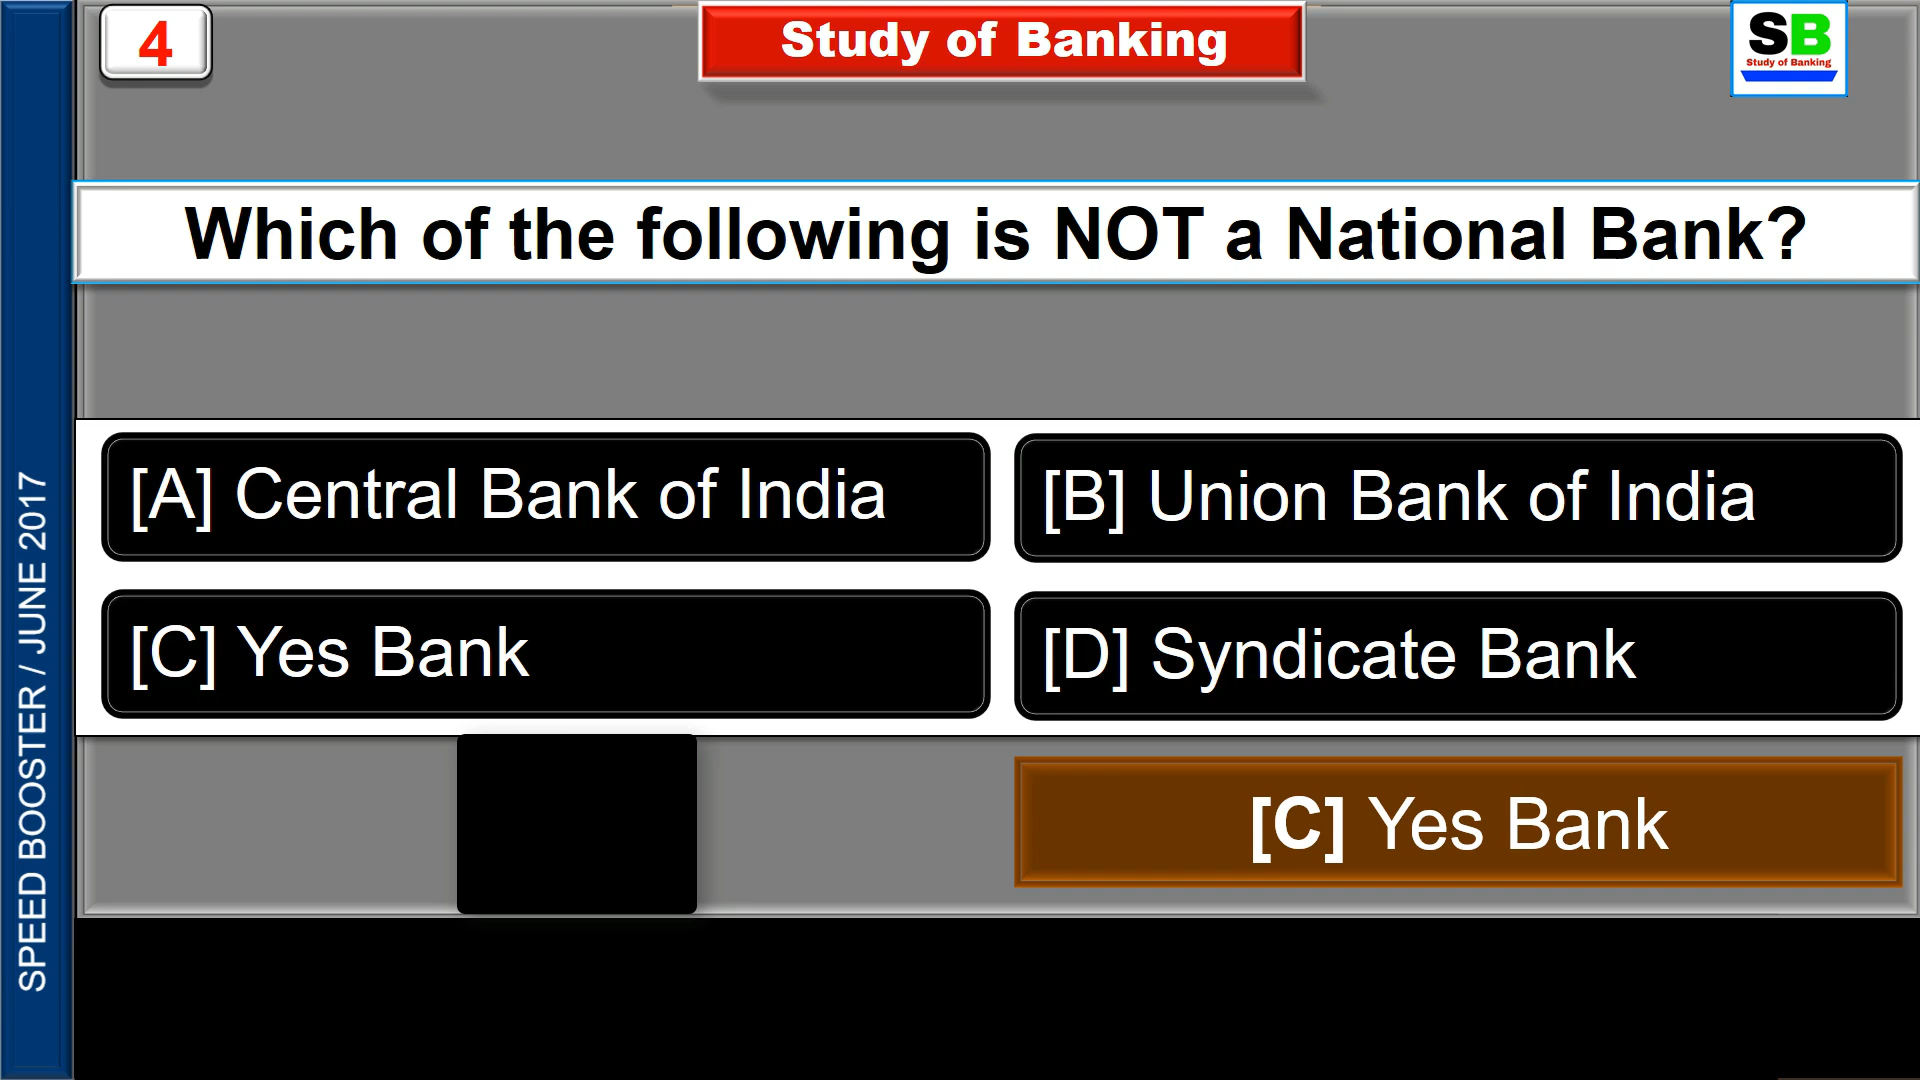 4
Study of Banking
SB
Study of Banking
Which of the following is NOT a National Bank?
[A] Central Bank of India
[B] Union Bank of India
[C] Yes Bank
[D] Syndicate Bank
[C] Yes Bank
SPEED BOOSTER / JUNE 2017